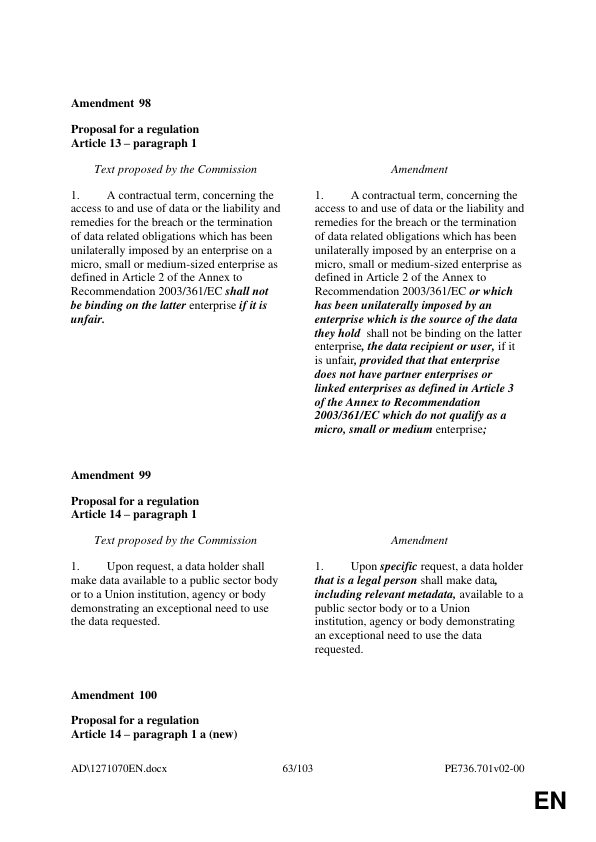 Amendment 98
Proposal for a regulation
Article 13 – paragraph 1
Text proposed by the Commission
1. A contractual term, concerning the
access to and use of data or the liability and
remedies for the breach or the termination
of data related obligations which has been
unilaterally imposed by an enterprise on a
micro, small or medium-sized enterprise as
defined in Article 2 of the Annex to
Recommendation 2003/361/EC shall not
be binding on the latter enterprise if it is
unfair.
Amendment
1. A contractual term, concerning the
access to and use of data or the liability and
remedies for the breach or the termination
of data related obligations which has been
unilaterally imposed by an enterprise on a
micro, small or medium-sized enterprise as
defined in Article 2 of the Annex to
Recommendation 2003/361/EC or which
has been unilaterally imposed by an
enterprise which is the source of the data
they hold shall not be binding on the latter
enterprise, the data recipient or user, if it
is unfair, provided that that enterprise
does not have partner enterprises or
linked enterprises as defined in Article 3
of the Annex to Recommendation
2003/361/EC which do not qualify as a
micro, small or medium enterprise;
Amendment 99
Proposal for a regulation
Article 14 – paragraph 1
Text proposed by the Commission
1. Upon request, a data holder shall
make data available to a public sector body
or to a Union institution, agency or body
demonstrating an exceptional need to use
the data requested.
Amendment
1. Upon specific request, a data holder
that is a legal person shall make data,
including relevant metadata, available to a
public sector body or to a Union
institution, agency or body demonstrating
an exceptional need to use the data
requested.
Amendment 100
Proposal for a regulation
Article 14 – paragraph 1 a (new)
AD\1271070EN.docx 63/103 PE736.701v02-00
EN